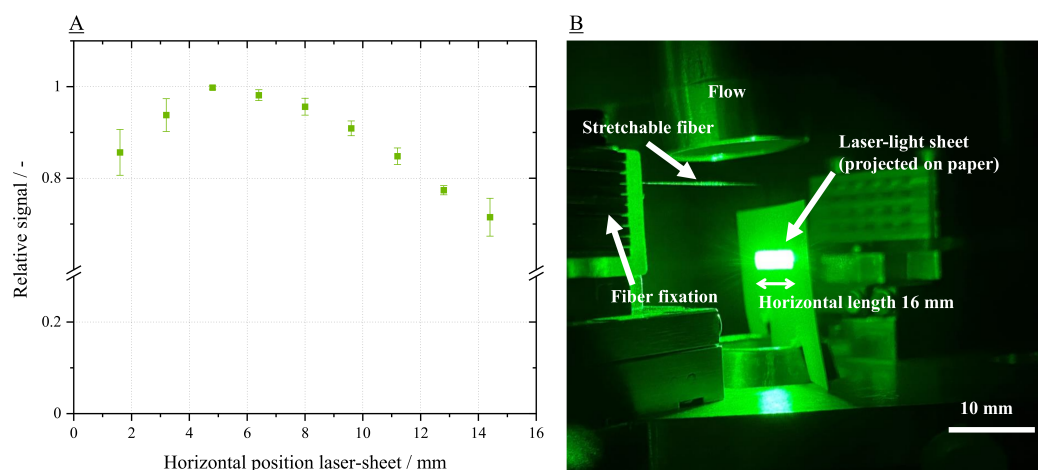 A
Relative signal / -
1
0.8
0.2
0
0
2
4
6
8
10
12
14
16
Horizontal position laser-sheet / mm
B
Flow
Stretchable fiber
Laser-light sheet
(projected on paper)
Fiber fixation
Horizontal length 16 mm
10 mm